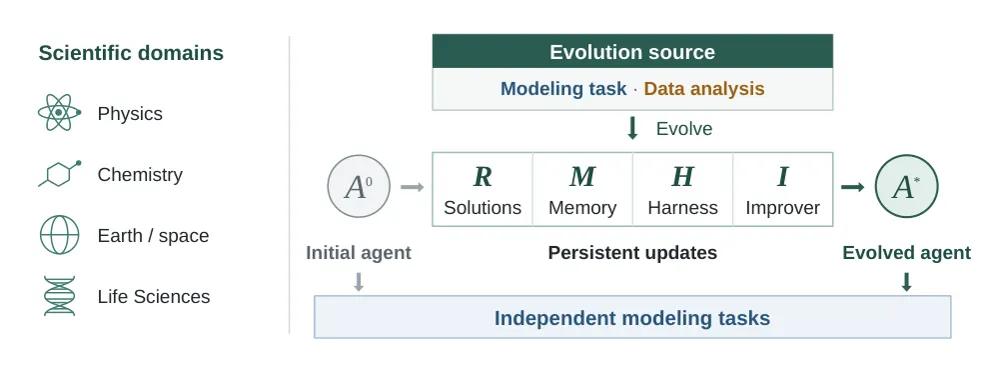 Scientific domains
Physics
Chemistry
Earth / space
Life Sciences
Evolution source
Modeling task · Data analysis
Evolve
A⁰
R
Solutions
M
Memory
H
Harness
I
Improver
A*
Initial agent
Persistent updates
Evolved agent
Independent modeling tasks